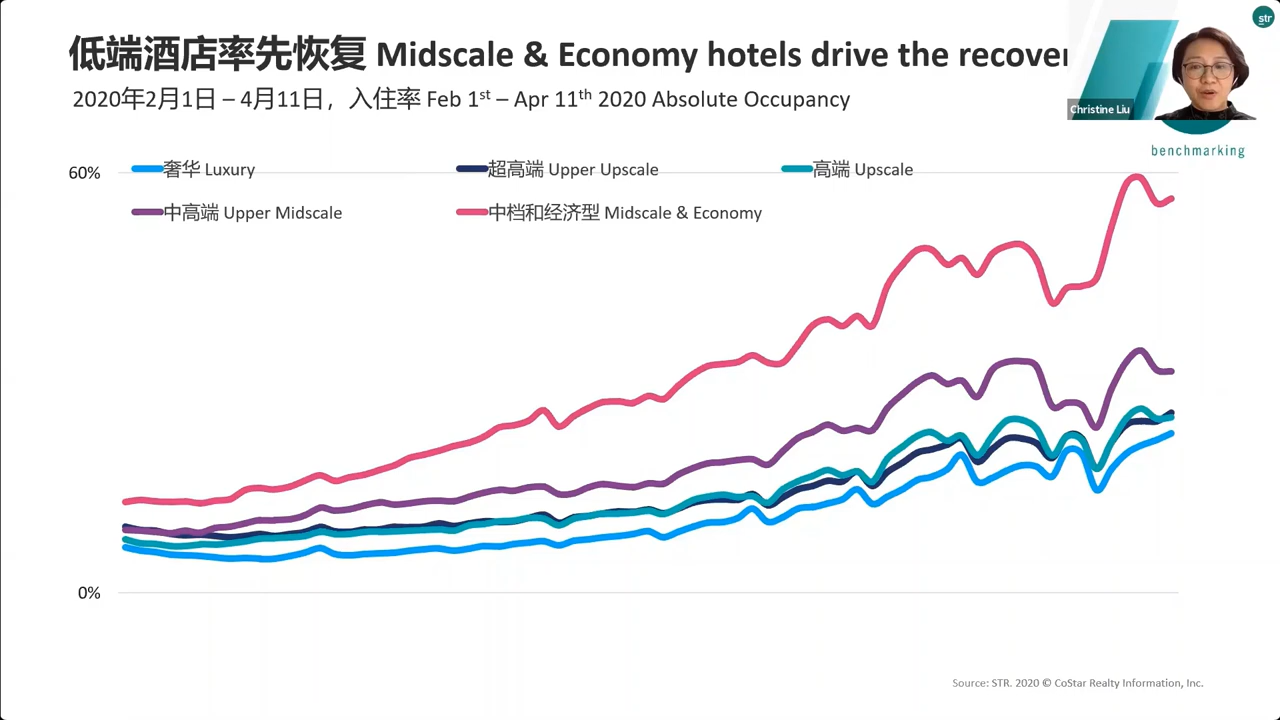 低端酒店率先恢复 Midscale & Economy hotels drive the recover
str
2020年2月1日 – 4月11日，入住率 Feb 1st – Apr 11th 2020 Absolute Occupancy
Christine Liu
benchmarking
60%
奢华 Luxury
超高端 Upper Upscale
高端 Upscale
中高端 Upper Midscale
中档和经济型 Midscale & Economy
0%
Source: STR. 2020 © CoStar Realty Information, Inc.